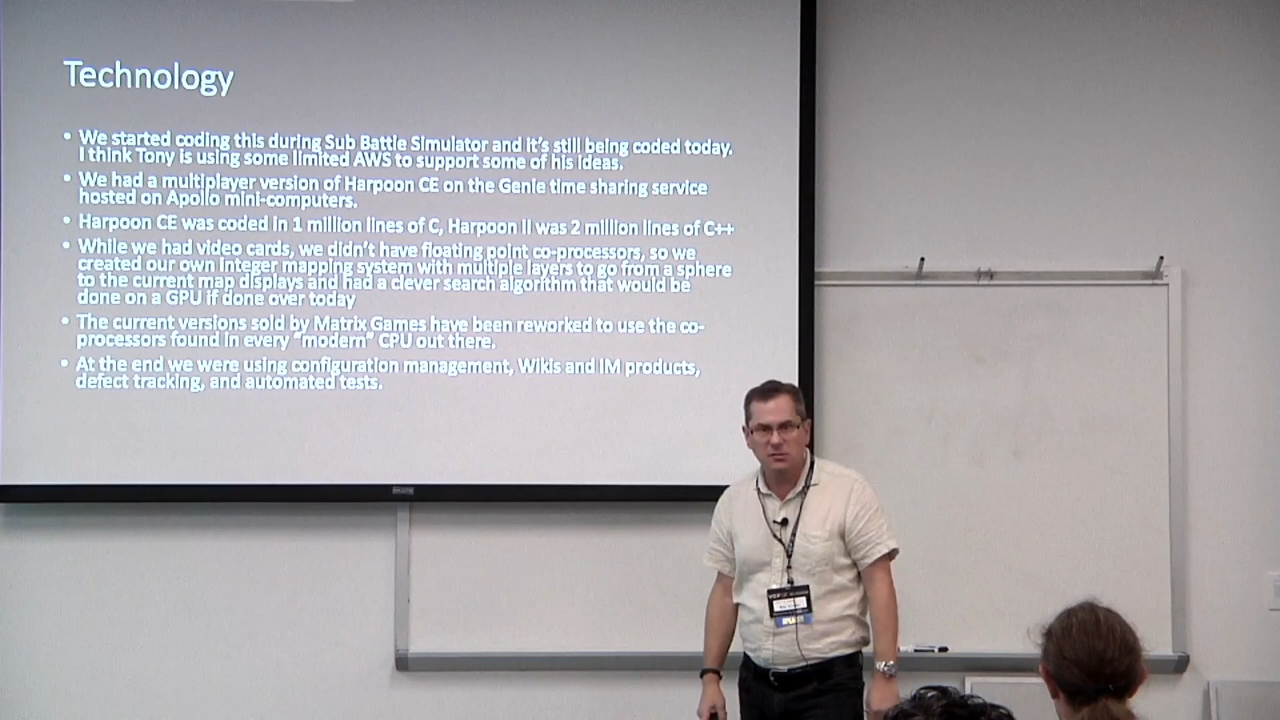 Technology
• We started coding this during Sub Battle Simulator and it's still being coded today.
I think Tony is using some limited AWS to support some of his ideas.
• We had a multiplayer version of Harpoon CE on the Genie time sharing service
hosted on Apollo mini-computers.
• Harpoon CE was coded in 1 million lines of C, Harpoon II was 2 million lines of C++
• While we had video cards, we didn't have floating point co-processors, so we
created our own integer mapping system with multiple layers to go from a sphere
to the current map displays and had a clever search algorithm that would be
done on a GPU if done over today
• The current versions sold by Matrix Games have been reworked to use the co-
processors found in every "modern" CPU out there.
• At the end we were using configuration management, Wikis and IM products,
defect tracking, and automated tests.